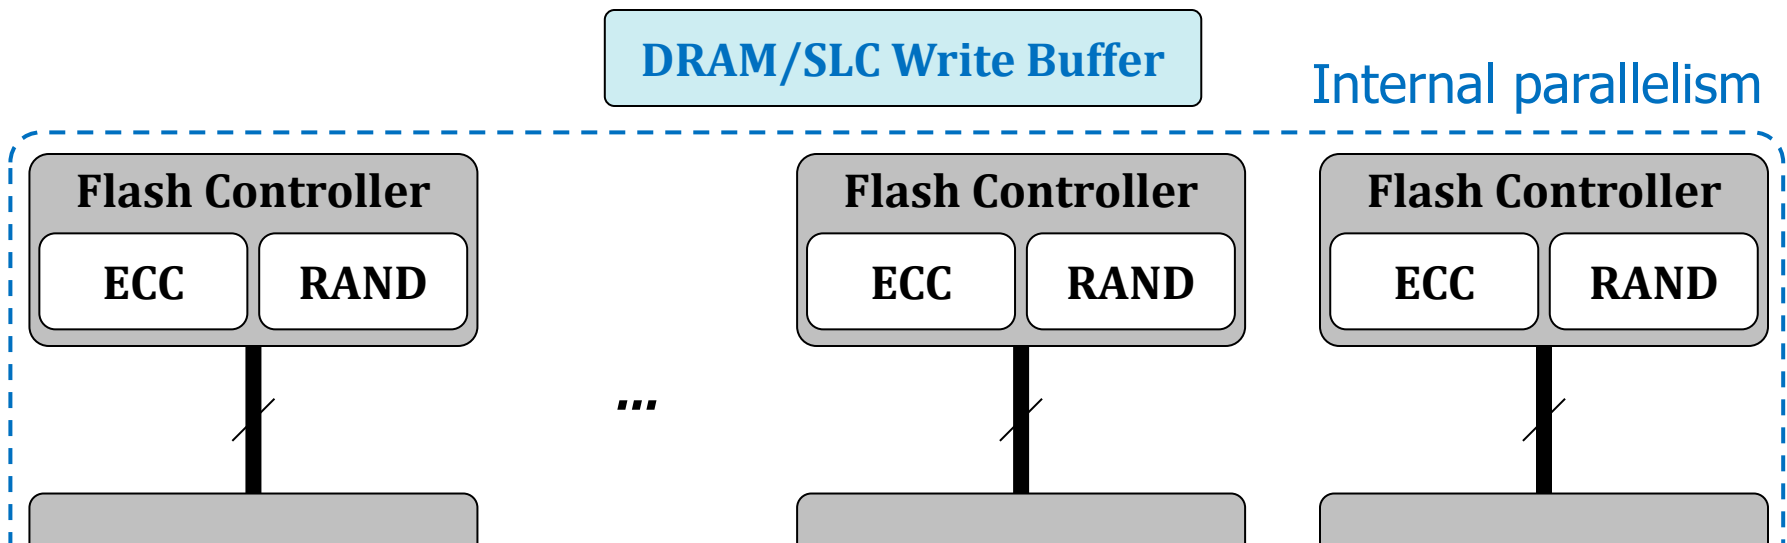 DRAM/SLC Write Buffer
Internal parallelism
Flash Controller
ECC RAND
Flash Controller
ECC RAND
Flash Controller
ECC RAND
...